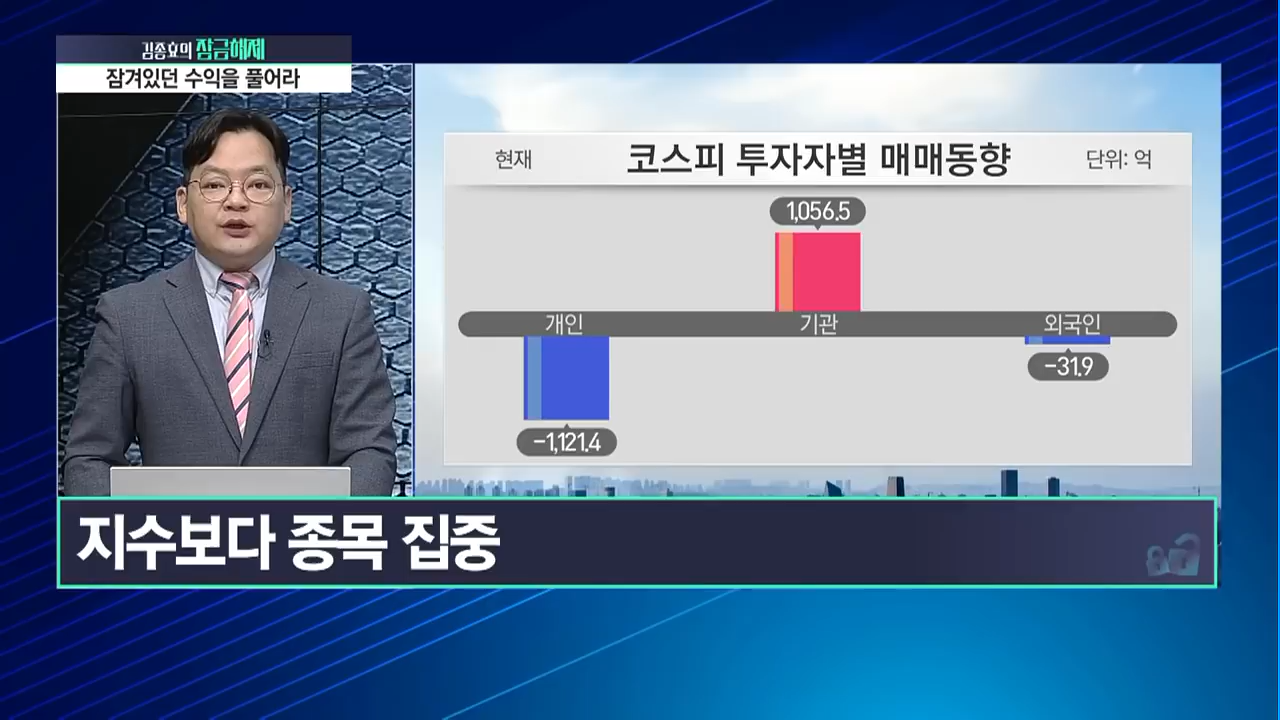 김종효의 잠금해제
잠겨있던 수익을 풀어라
현재 코스피 투자자별 매매동향 단위: 억
1,056.5
개인 기관 외국인
-31.9
-1,121.4
지수보다 종목 집중